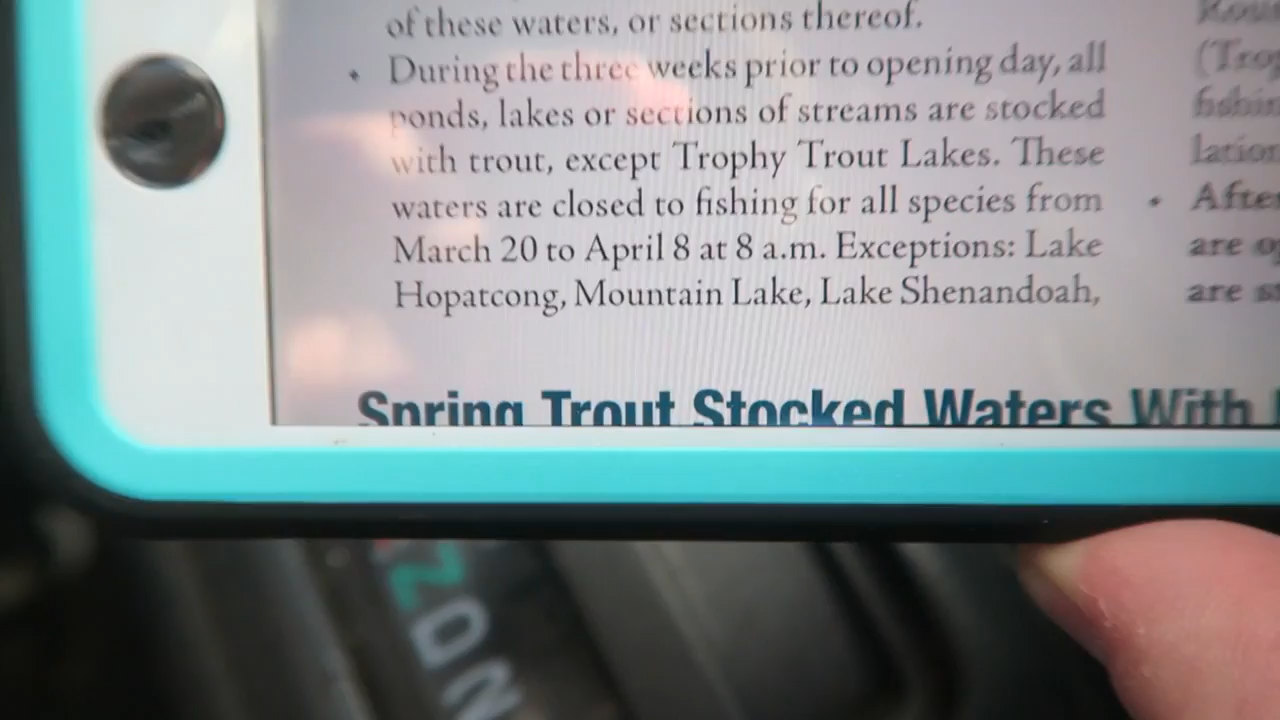 of these waters, or sections thereof.
• During the three weeks prior to opening day, all
ponds, lakes or sections of streams are stocked
with trout, except Trophy Trout Lakes. These
waters are closed to fishing for all species from
March 20 to April 8 at 8 a.m. Exceptions: Lake
Hopatcong, Mountain Lake, Lake Shenandoah,
Spring Trout Stocked Waters With
•
are
are
N
D